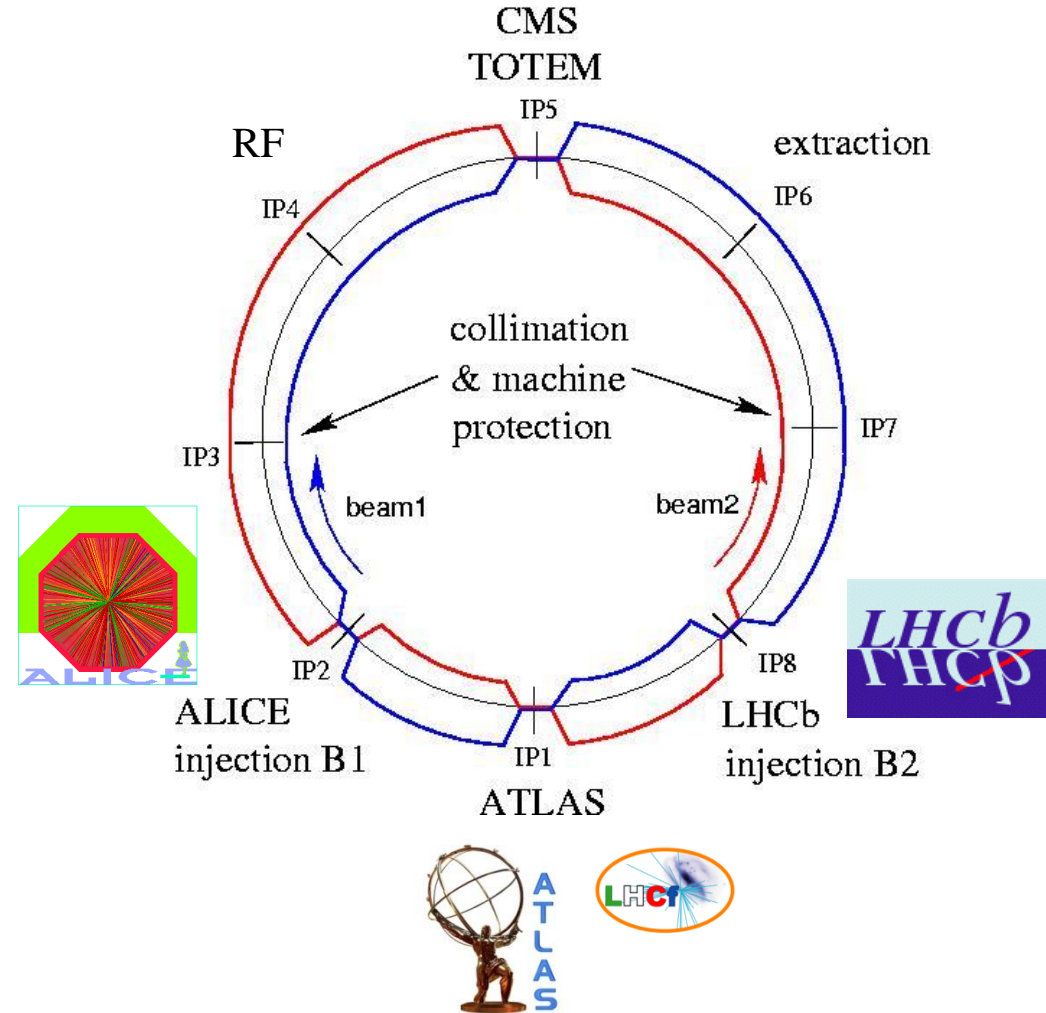 CMS
TOTEM
IP5
RF
extraction
IP4
IP6
collimation
& machine
protection
IP3
IP7
beam1
beam2
ALICE
LHCb
LHCb
IP2
IP8
ALICE
injection B1
LHCb
injection B2
IP1
ATLAS
ATLAS
LHCf